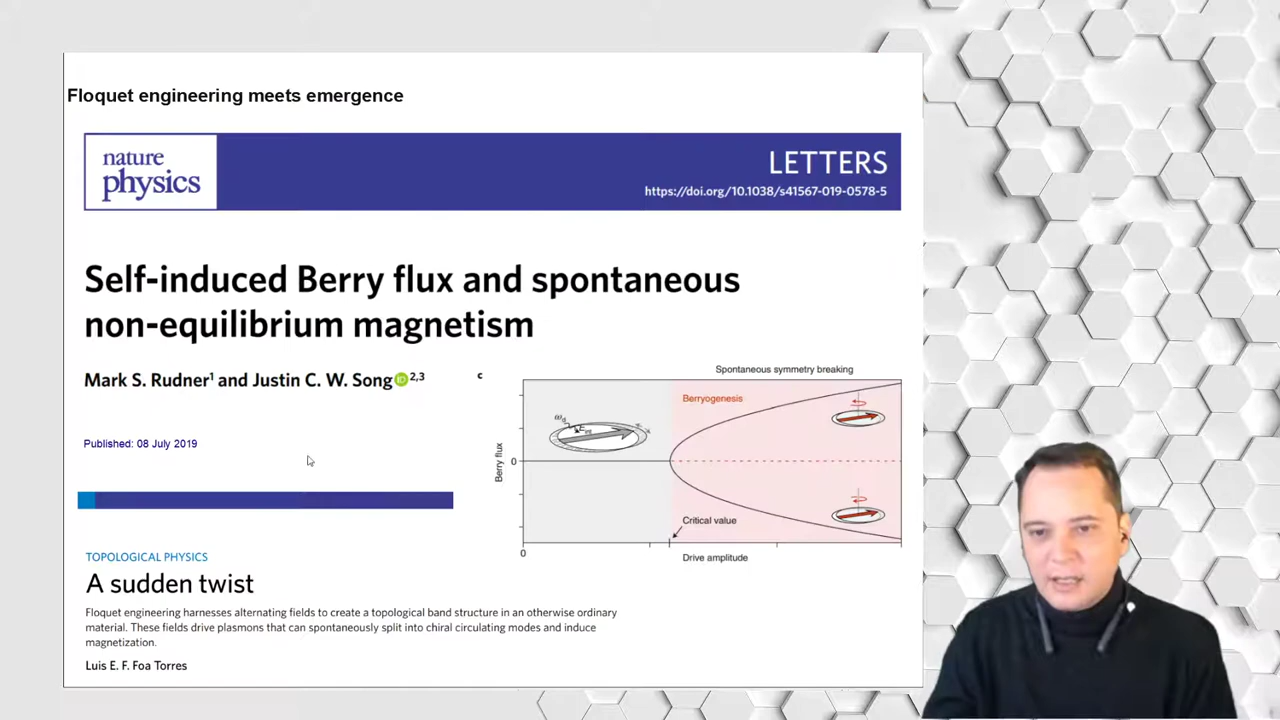 Floquet engineering meets emergence
nature
physics
LETTERS
https://doi.org/10.1038/s41567-019-0578-5
Self-induced Berry flux and spontaneous
non-equilibrium magnetism
Mark S. Rudner1 and Justin C. W. Song iD 2,3
Published: 08 July 2019
c
Spontaneous symmetry breaking
Berryogenesis
Berry flux
0
Critical value
0
Drive amplitude
TOPOLOGICAL PHYSICS
A sudden twist
Floquet engineering harnesses alternating fields to create a topological band structure in an otherwise ordinary
material. These fields drive plasmons that can spontaneously split into chiral circulating modes and induce
magnetization.
Luis E. F. Foa Torres